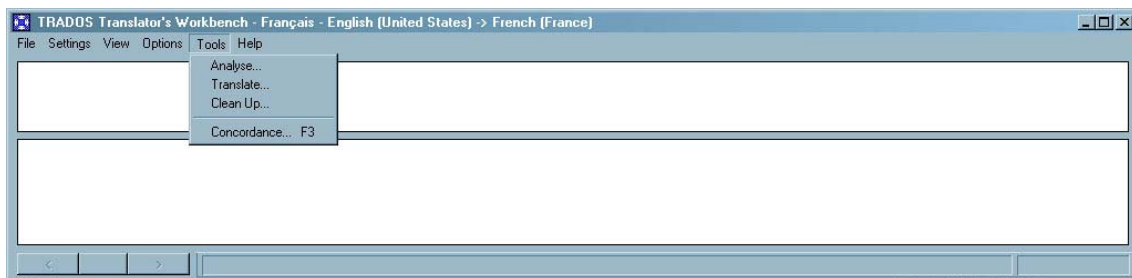 TRADOS Translator's Workbench - Français - English (United States) -> French (France)
File Settings View Options Tools Help
Analyse...
Translate...
Clean Up...
Concordance... F3
< >